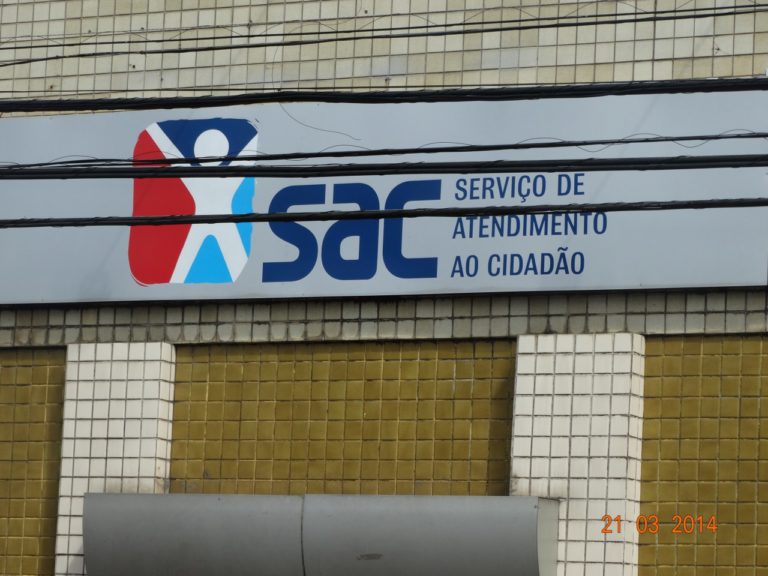 sac
SERVIÇO DE
ATENDIMENTO
AO CIDADÃO
21 03 2014